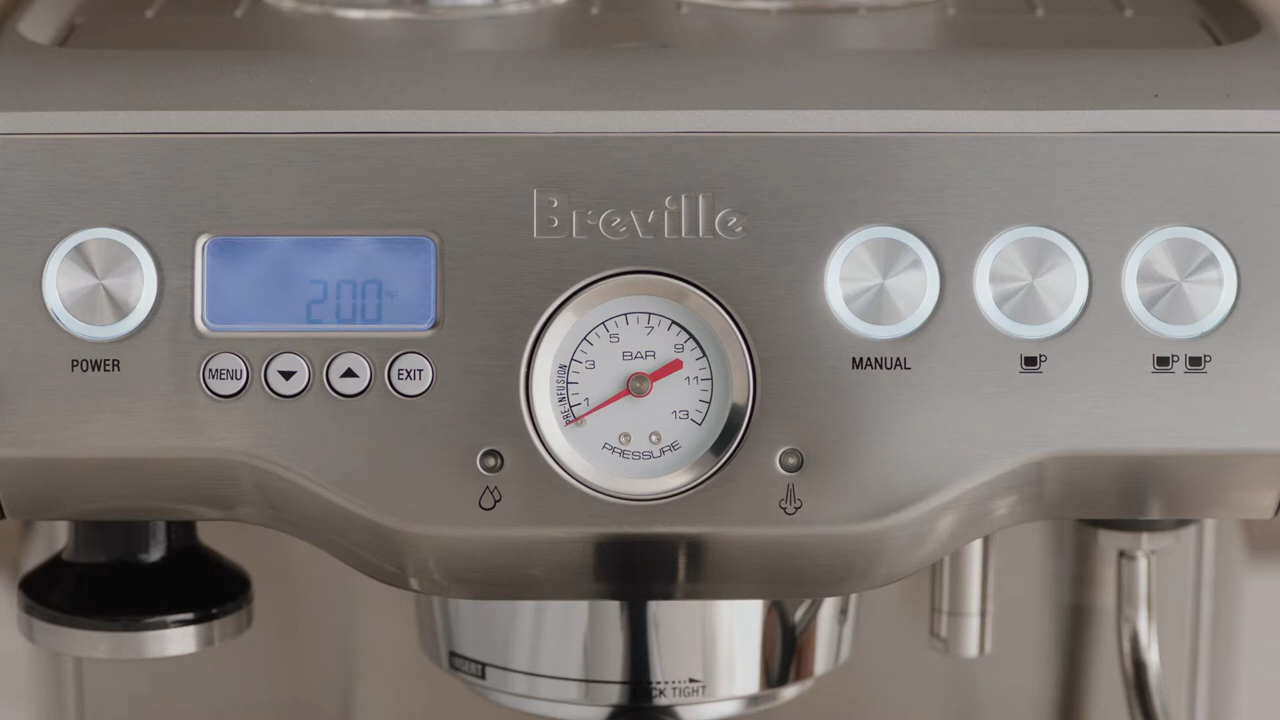 Breville
200°F
POWER
MENU
EXIT
MANUAL
BAR
1
3
5
7
9
11
13
PRE-INFUSION
PRESSURE
INSERT
LOCK TIGHT